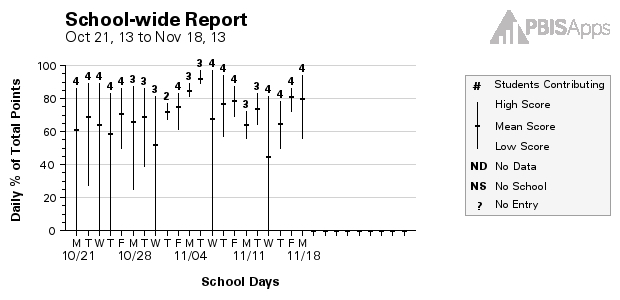 School-wide Report
Oct 21, 13 to Nov 18, 13
PBISApps
Daily % of Total Points
100
80
60
40
20
0
4 4 4 4 4 3 3 3 2 4 3 3 4 4 4 3 3 4 4 4 4
M T W T F M T W T F M T W T F M T W T F M
10/21 10/28 11/04 11/11 11/18
School Days
# Students Contributing
High Score
Mean Score
Low Score
ND No Data
NS No School
? No Entry